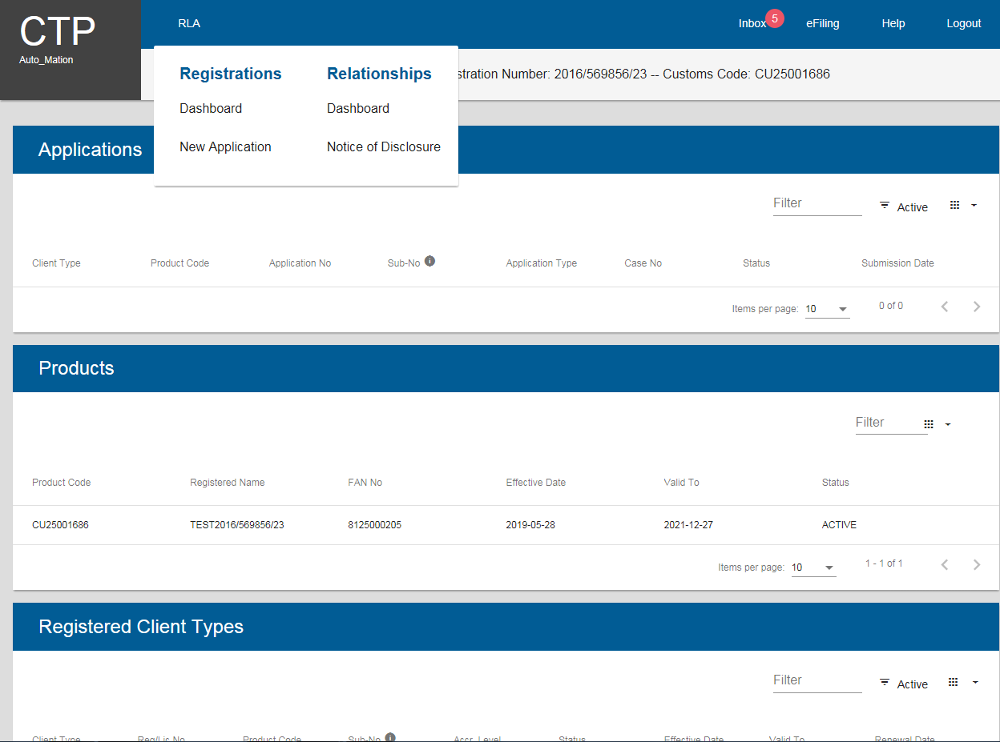 CTP
Auto_Mation
RLA
Inbox 5
eFiling
Help
Logout
Registrations
Relationships
stration Number: 2016/569856/23 -- Customs Code: CU25001686
Dashboard
Dashboard
New Application
Notice of Disclosure
Applications
Filter
Active
Client Type
Product Code
Application No
Sub-No
Application Type
Case No
Status
Submission Date
Items per page: 10
0 of 0
Products
Filter
Product Code
Registered Name
FAN No
Effective Date
Valid To
Status
CU25001686
TEST2016/569856/23
8125000205
2019-05-28
2021-12-27
ACTIVE
Items per page: 10
1 - 1 of 1
Registered Client Types
Filter
Active
Client Type
Reg/Lic No
Product Code
Sub-No
Accr. Level
Status
Effective Date
Valid To
Renewal Date